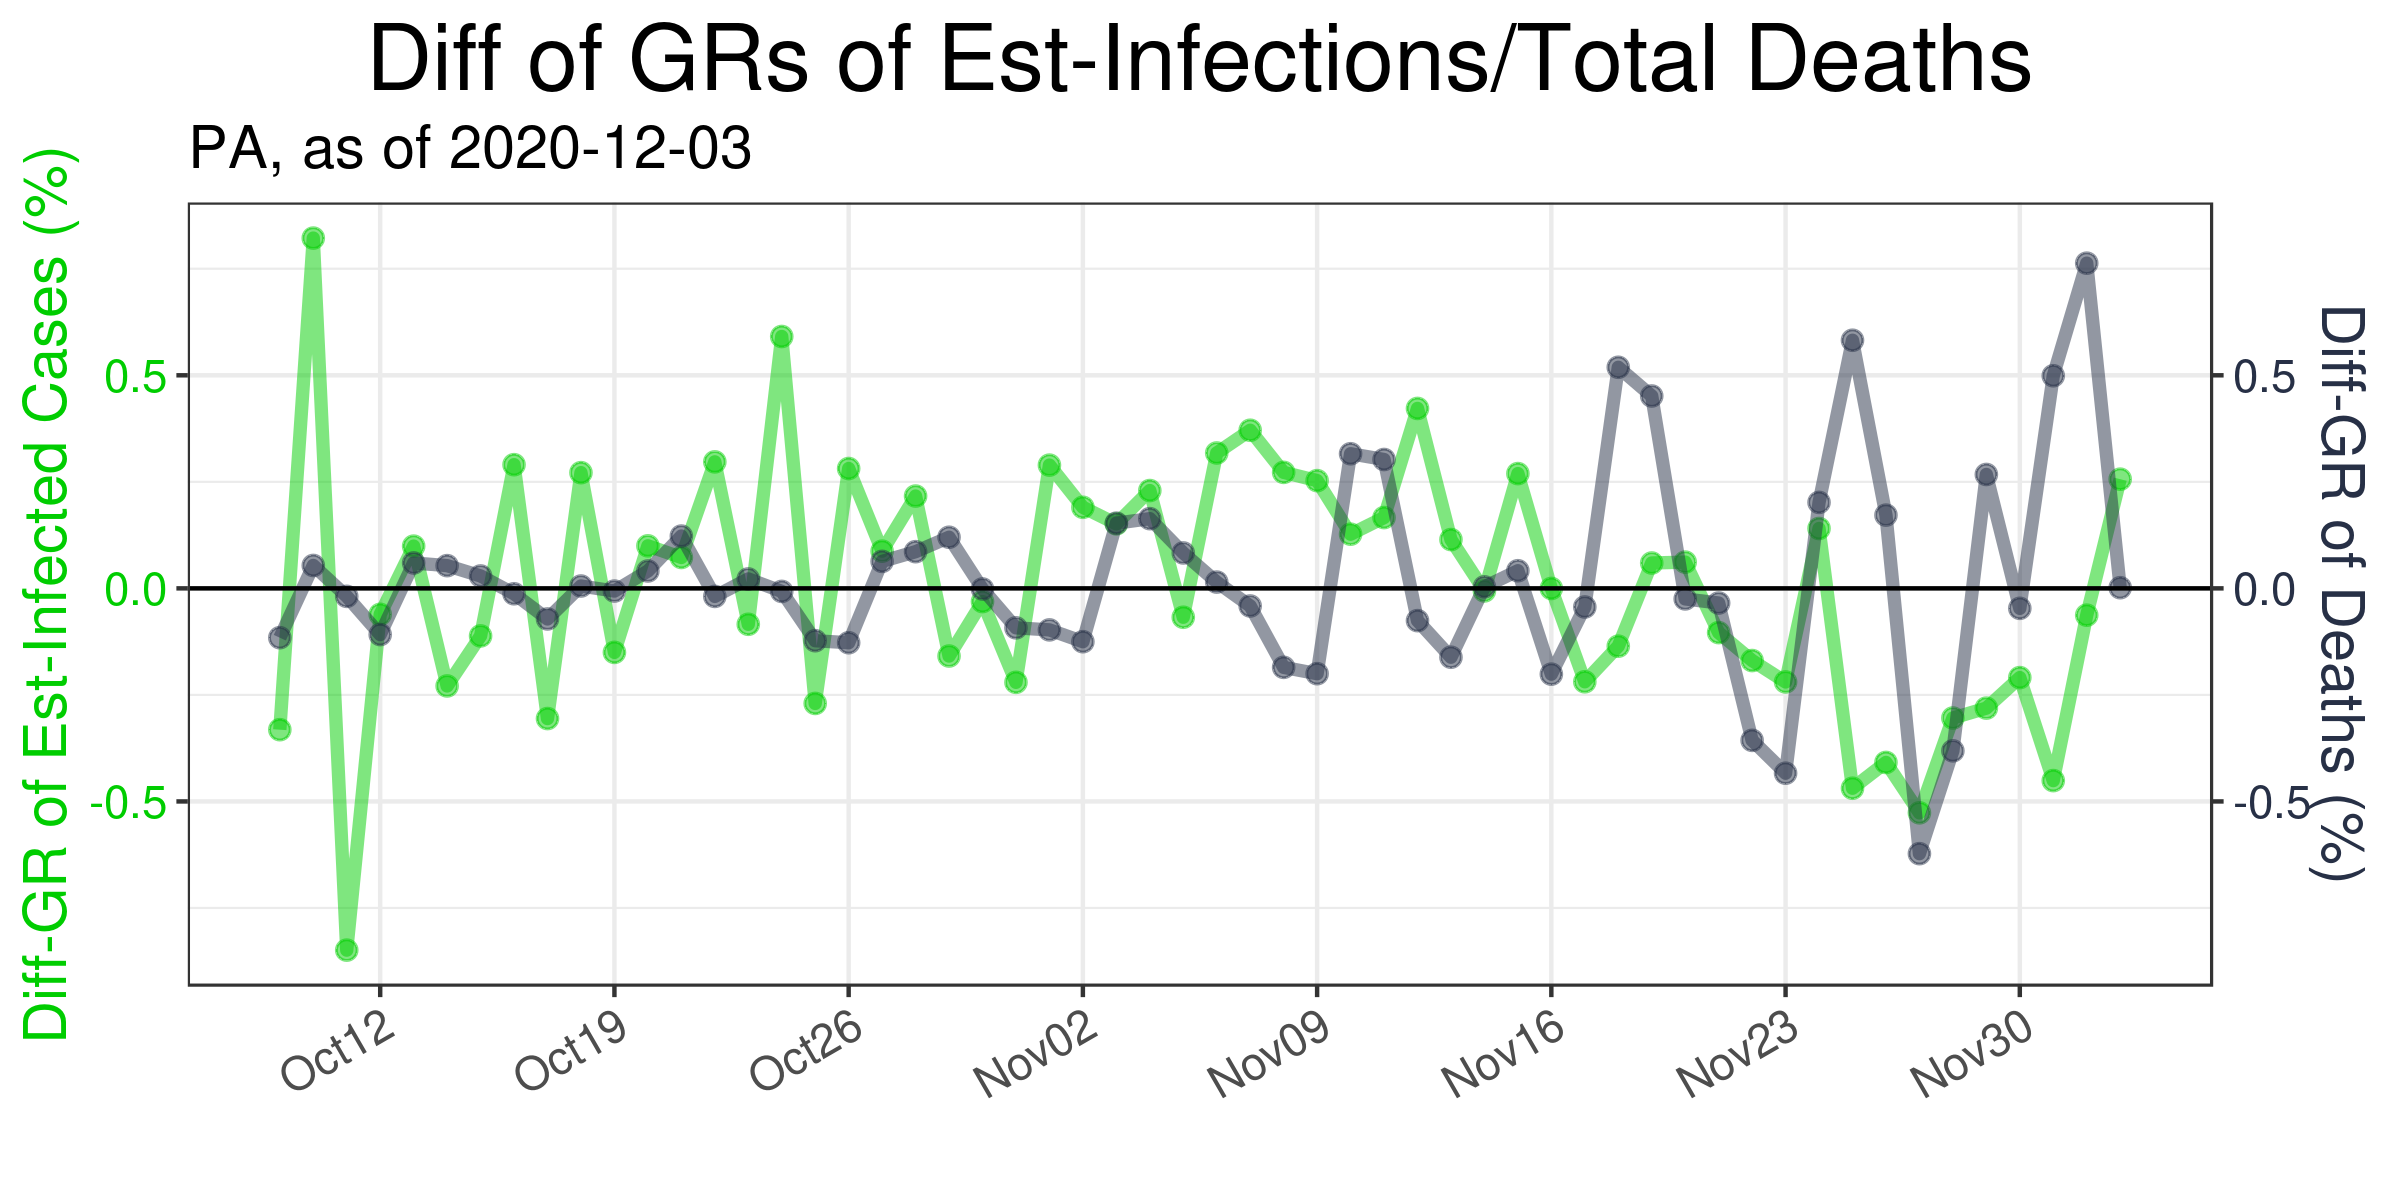 Diff of GRs of Est-Infections/Total Deaths
PA, as of 2020-12-03
Diff-GR of Est-Infected Cases (%)
0.5
0.0
-0.5
0.5
0.0
-0.5
Diff-GR of Deaths (%)
Oct12
Oct19
Oct26
Nov02
Nov09
Nov16
Nov23
Nov30